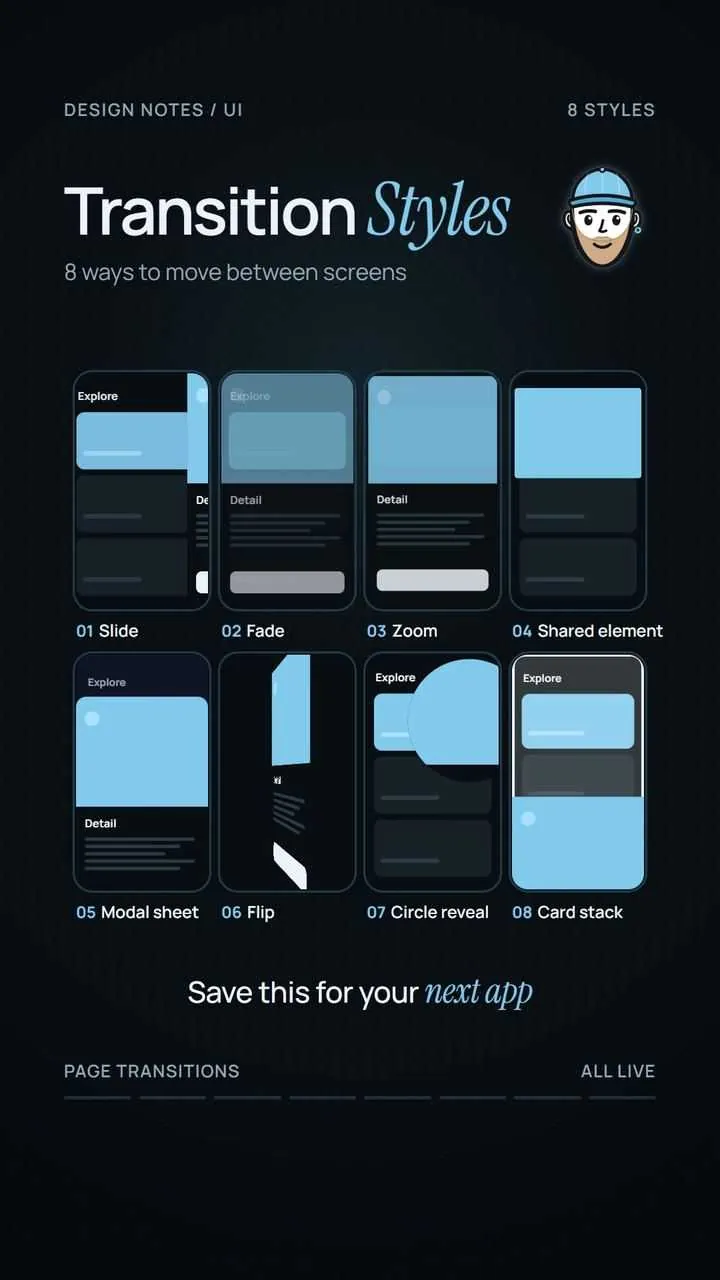 DESIGN NOTES / UI
8 STYLES
Transition Styles
8 ways to move between screens
Explore
De
Explore
Detail
Detail
01 Slide
02 Fade
03 Zoom
04 Shared element
Explore
Detail
Explore
Explore
05 Modal sheet
06 Flip
07 Circle reveal
08 Card stack
Save this for your next app
PAGE TRANSITIONS
ALL LIVE